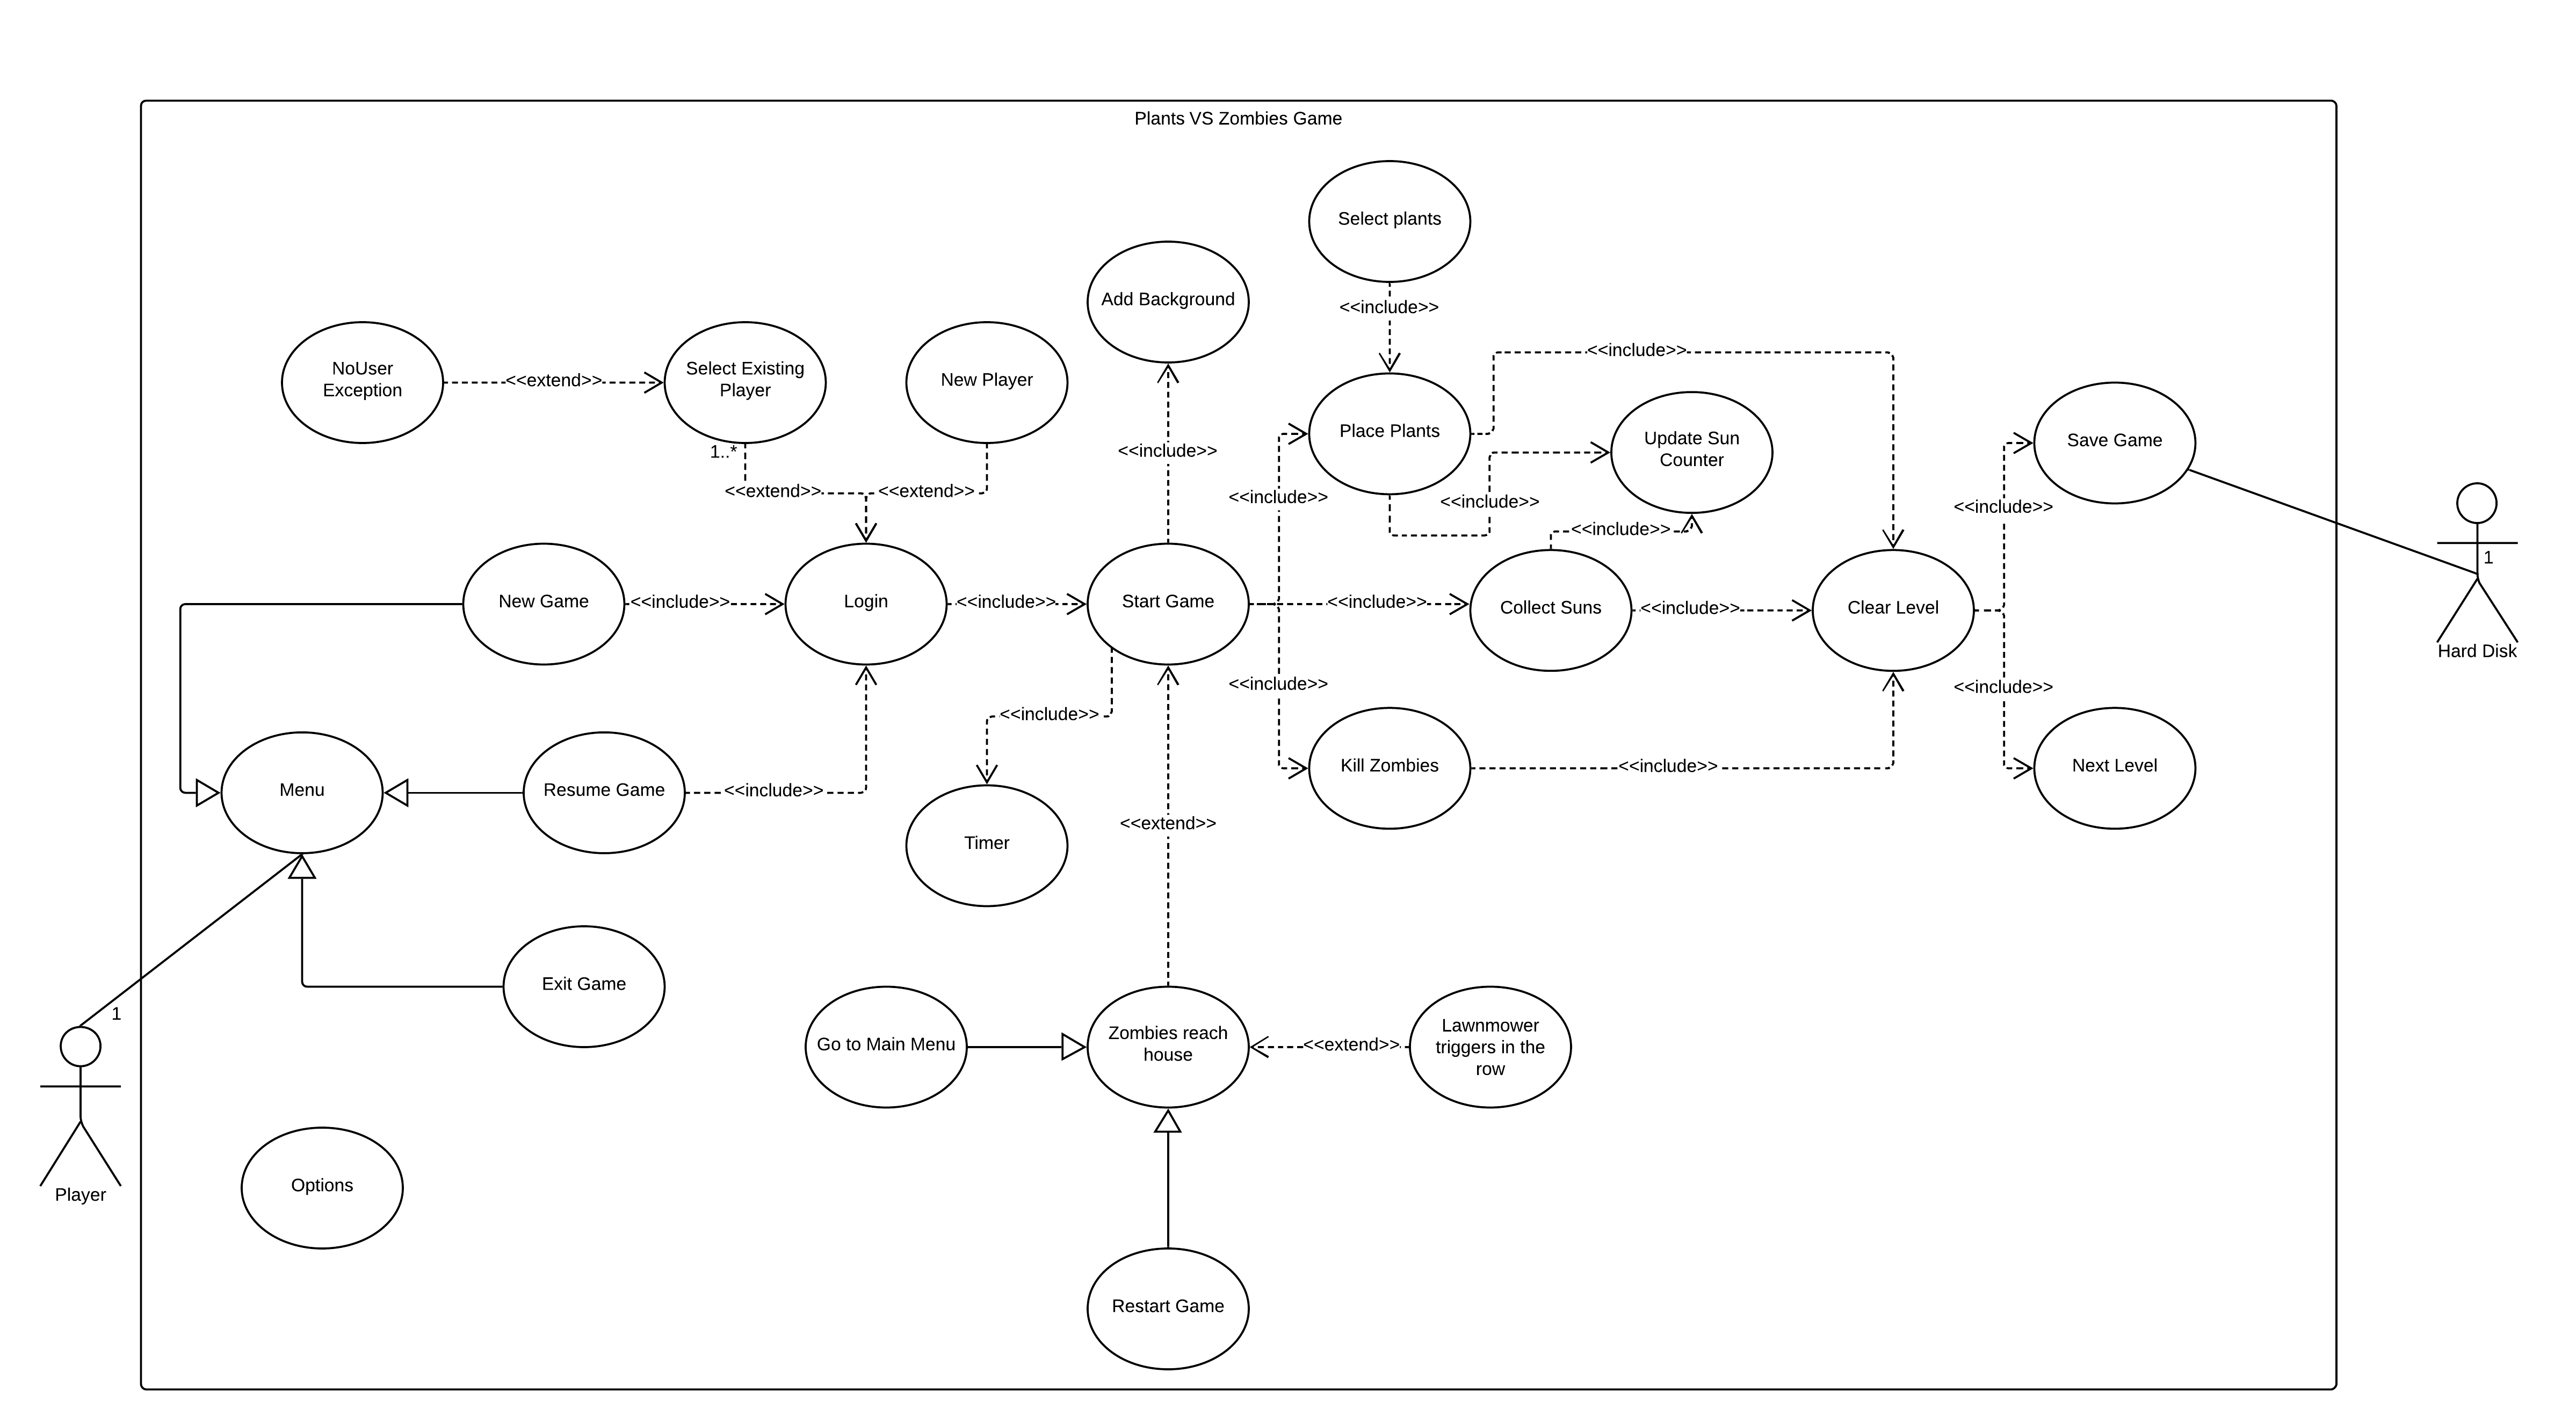 Plants VS Zombies Game
Select plants
Add Background
<<include>>
<<include>>
NoUser
Exception
<<extend>>
Select Existing
Player
New Player
1..*
<<extend>>
<<extend>>
<<include>>
<<include>>
Place Plants
Update Sun
Counter
<<include>>
<<include>>
<<include>>
Save Game
<<include>>
1
Hard Disk
New Game
<<include>>
Login
<<include>>
Start Game
<<include>>
Collect Suns
<<include>>
Clear Level
<<include>>
<<include>>
<<include>>
Menu
Resume Game
<<include>>
Kill Zombies
<<include>>
Next Level
Timer
<<extend>>
Exit Game
1
Player
Go to Main Menu
Zombies reach
house
<<extend>>
Lawnmower
triggers in the
row
Options
Restart Game